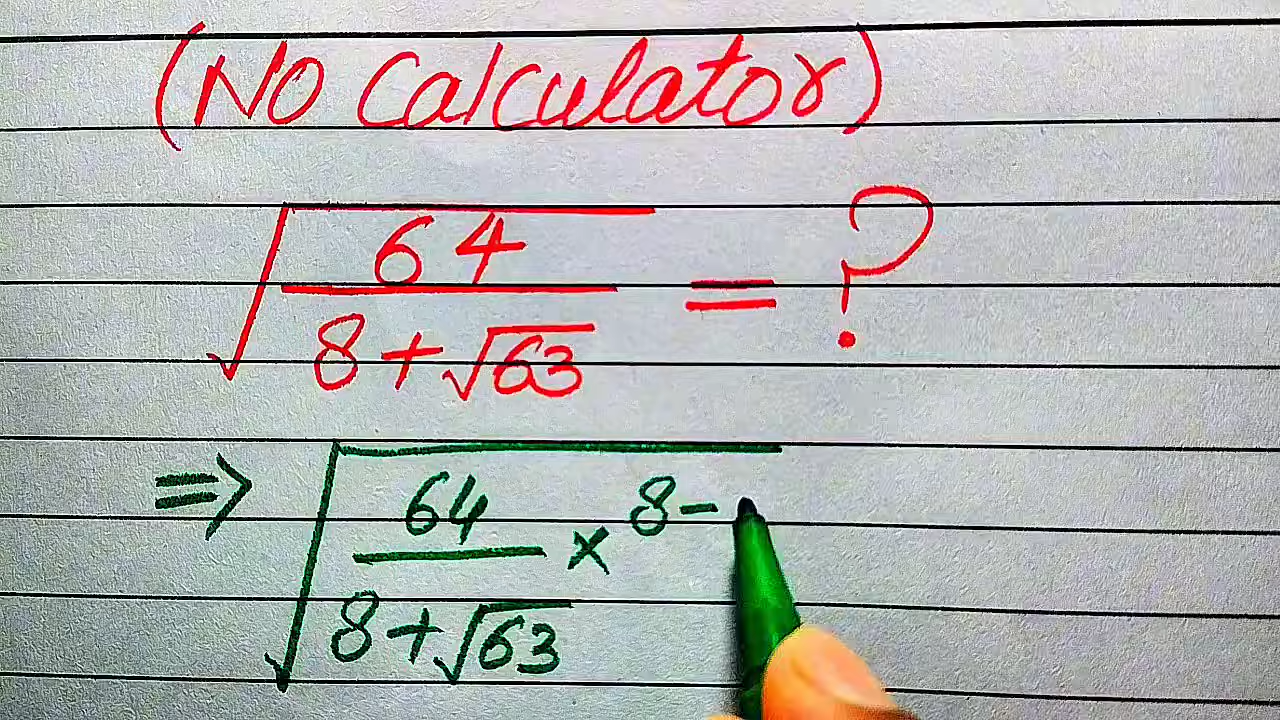 (NO Calculator)
√(64/(8+√63)) = ?
⇒ √(64/(8+√63) × 8-